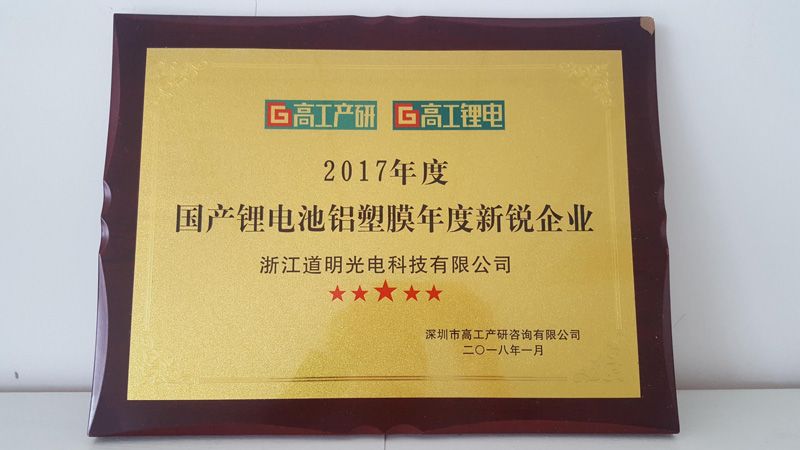 G高工产研 G高工锂电
2017年度
国产锂电池铝塑膜年度新锐企业
浙江道明光电科技有限公司
深圳市高工产研咨询有限公司
二〇一八年一月